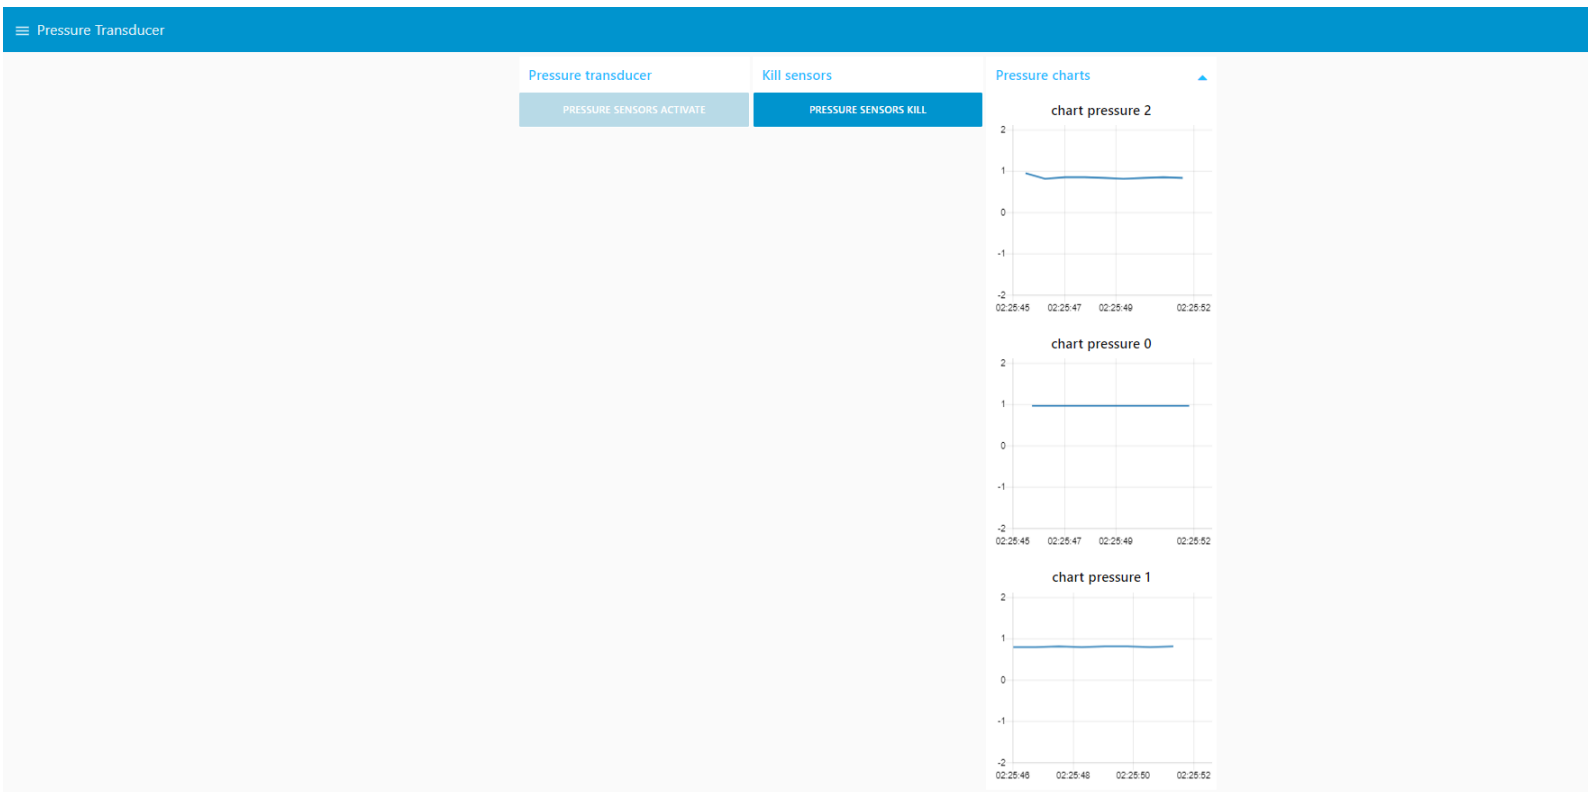 Pressure Transducer
Pressure transducer
PRESSURE SENSORS ACTIVATE
Kill sensors
PRESSURE SENSORS KILL
Pressure charts
chart pressure 2
2
1
0
-1
-2
02:25:45 02:25:47 02:25:49 02:25:52
chart pressure 0
2
1
0
-1
-2
02:25:45 02:25:47 02:25:49 02:25:52
chart pressure 1
2
1
0
-1
-2
02:25:46 02:25:48 02:25:50 02:25:52